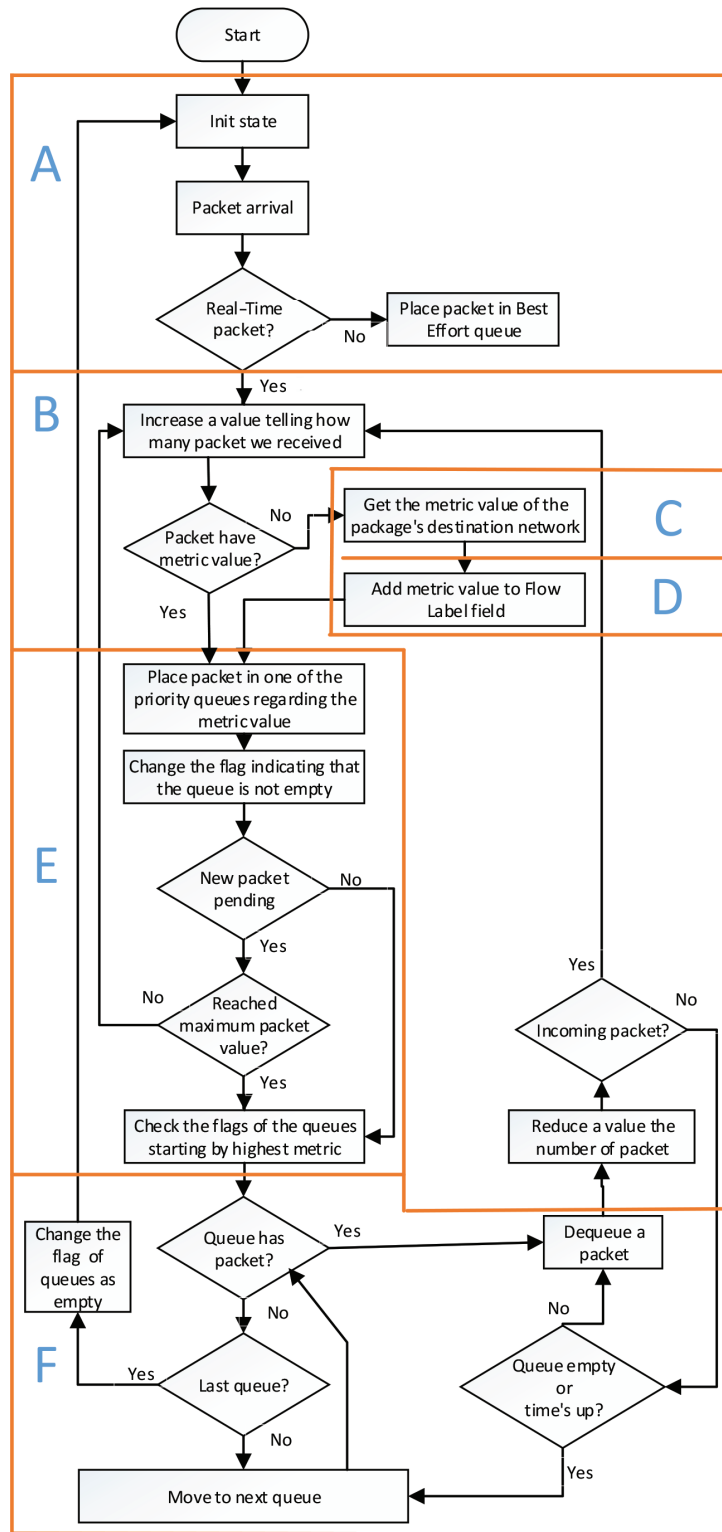 Start
A
Init state
Packet arrival
Real-Time
packet?
No
Place packet in Best
Effort queue
Yes
B
Increase a value telling how
many packet we received
Packet have
metric value?
No
Get the metric value of the
package's destination network
C
Yes
Add metric value to Flow
Label field
D
Place packet in one of the
priority queues regarding the
metric value
Change the flag indicating that
the queue is not empty
E
New packet
pending
No
Yes
No
Reached
maximum packet
value?
Yes
Check the flags of the queues
starting by highest metric
Yes
No
Incoming packet?
Reduce a value the
number of packet
Change the
flag of
queues as
empty
Queue has
packet?
Yes
Dequeue a
packet
No
No
F
Yes
Last queue?
Queue empty
or
time's up?
No
Yes
Move to next queue